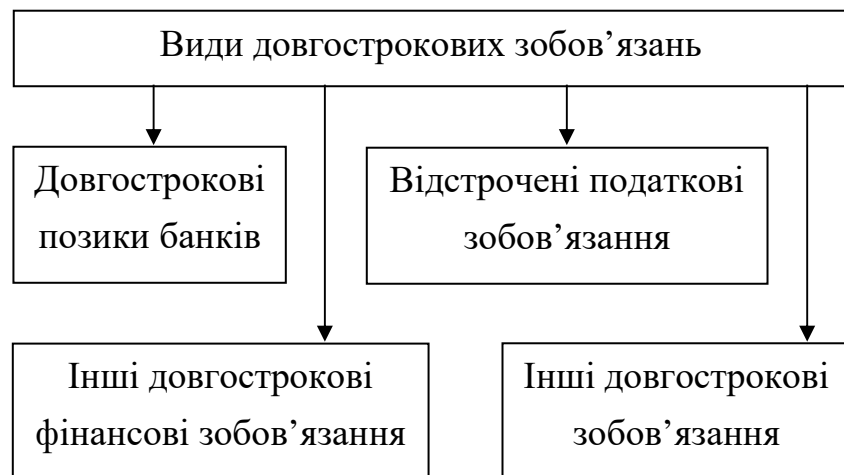 Види довгострокових зобов’язань
Довгострокові
позики банків
Відстрочені податкові
зобов’язання
Інші довгострокові
фінансові зобов’язання
Інші довгострокові
зобов’язання